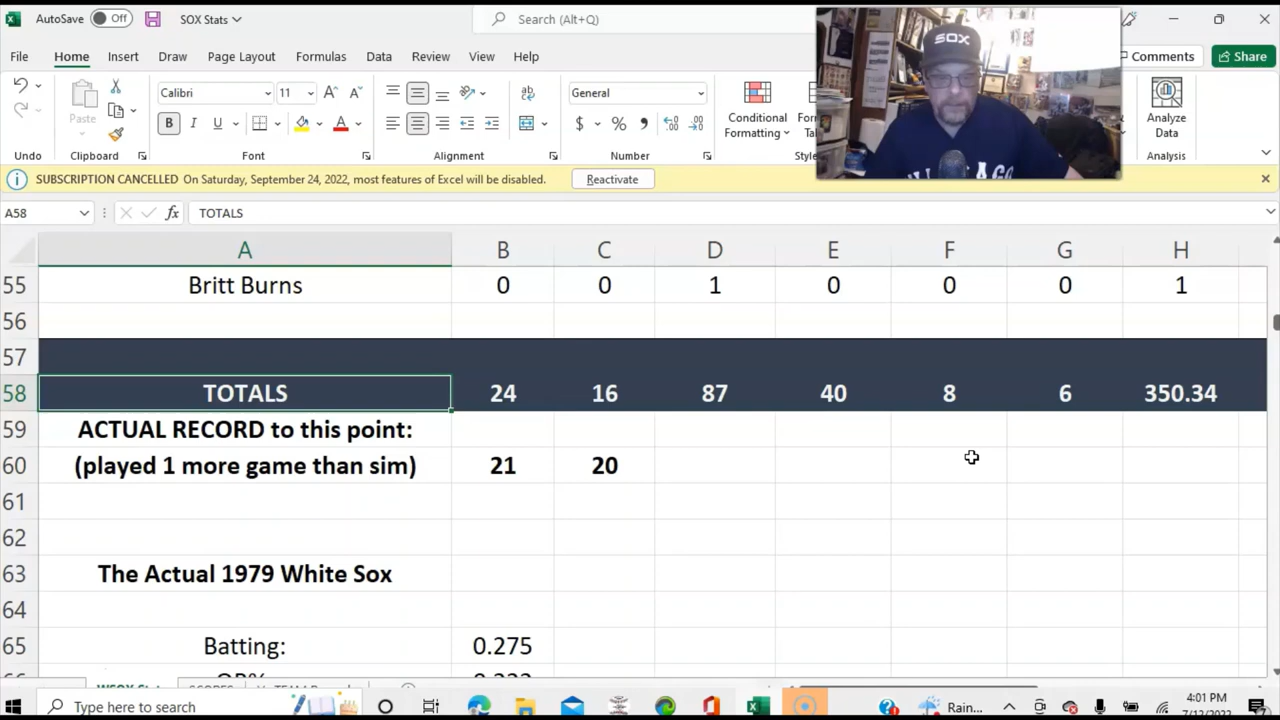 AutoSave Off SOX Stats Search (Alt+Q)
SOX
File Home Insert Draw Page Layout Formulas Data Review View Help Comments Share
Calibri 11 General
Paste Conditional Formatting Analyze Data
Undo Clipboard Font Alignment Number Analysis
SUBSCRIPTION CANCELLED On Saturday, September 24, 2022, most features of Excel will be disabled. Reactivate
A58 fx TOTALS
A B C D E F G H
55 Britt Burns 0 0 1 0 0 0 1
56
57
58 TOTALS 24 16 87 40 8 6 350.34
59 ACTUAL RECORD to this point:
60 (played 1 more game than sim) 21 20
61
62
63 The Actual 1979 White Sox
64
65 Batting: 0.275
Type here to search Rain... 4:01 PM
7/12/2022